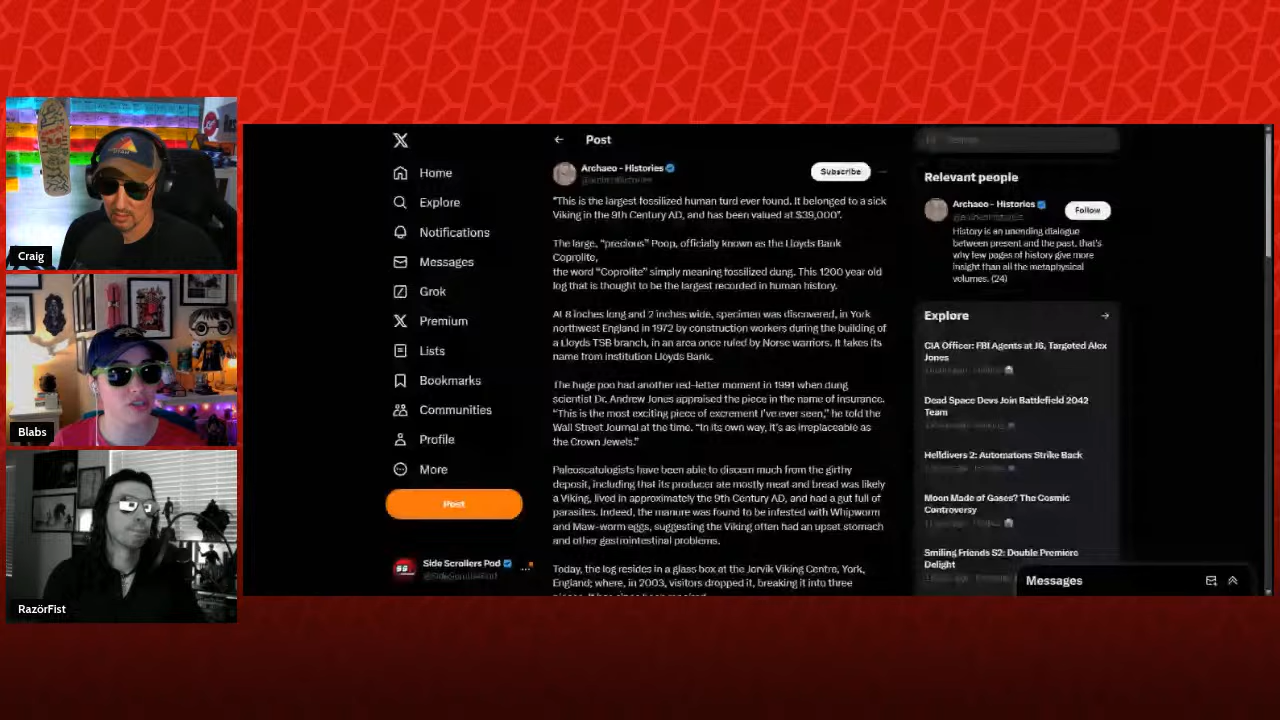 Craig
Blabs
RazörFist
Home
Explore
Notifications
Messages
Grok
Premium
Lists
Bookmarks
Communities
Profile
More
Post
Side Scrollers Pod
Post
Archaeo - Histories
Subscribe
"This is the largest fossilized human turd ever found. It belonged to a sick
Viking in the 9th Century AD, and has been valued at $39,000".
The large, "precious" Poop, officially known as the Lloyds Bank
Coprolite,
the word "Coprolite" simply meaning fossilized dung. This 1200 year old
log that is thought to be the largest recorded in human history.
At 8 inches long and 2 inches wide, specimen was discovered, in York
northwest England in 1972 by construction workers during the building of
a Lloyds TSB branch, in an area once ruled by Norse warriors. It takes its
name from institution Lloyds Bank.
The huge poo had another red-letter moment in 1991 when dung
scientist Dr. Andrew Jones appraised the piece in the name of insurance.
"This is the most exciting piece of excrement I've ever seen," he told the
Wall Street Journal at the time. "In its own way, it's as irreplaceable as
the Crown Jewels."
Paleoscatologists have been able to discern much from the girthy
deposit, including that its producer ate mostly meat and bread was likely
a Viking, lived in approximately the 9th Century AD, and had a gut full of
parasites. Indeed, the manure was found to be infested with Whipworm
and Maw-worm eggs, suggesting the Viking often had an upset stomach
and other gastrointestinal problems.
Today, the log resides in a glass box at the Jorvik Viking Centre, York,
England; where, in 2003, visitors dropped it, breaking it into three
Relevant people
Archaeo - Histories
Follow
History is an unending dialogue
between present and the past, that's
why few pages of history give more
insight than all the metaphysical
volumes. (24)
Explore
CIA Officer: FBI Agents at J6, Targoted Alex
Jones
Dead Space Devs Join Battlefield 2042
Team
Helldivers 2: Automatons Strike Back
Moon Made of Gases? The Cosmic
Controversy
Smiling Friends S2: Double Premiere
Delight
Messages